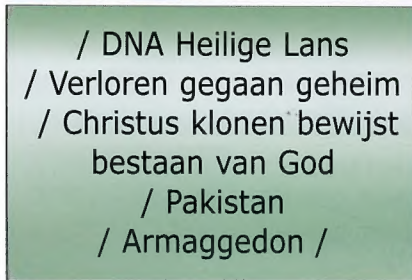 / DNA Heilige Lans
/ Verloren gegaan geheim
/ Christus klonen bewijst
bestaan van God
/ Pakistan
/ Armaggedon /